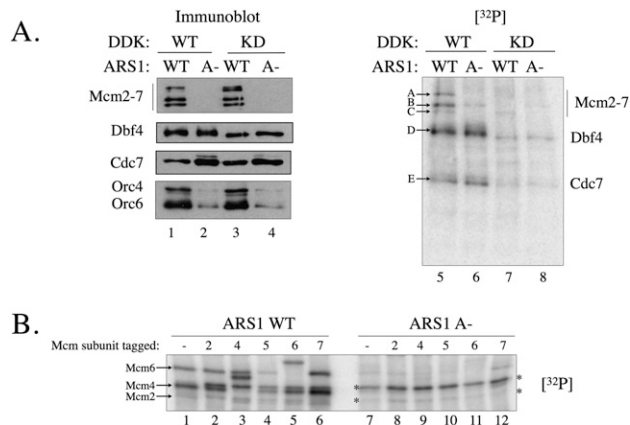 A.
Immunoblot
DDK: WT KD
ARS1: WT A- WT A-
Mcm2-7
Dbf4
Cdc7
Orc4
Orc6
1 2 3 4
[³²P]
DDK: WT KD
ARS1: WT A- WT A-
A
B
C
D
E
Mcm2-7
Dbf4
Cdc7
5 6 7 8
B.
ARS1 WT ARS1 A-
Mcm subunit tagged: - 2 4 5 6 7 - 2 4 5 6 7
Mcm6
Mcm4
Mcm2
* *
* *
[³²P]
1 2 3 4 5 6 7 8 9 10 11 12